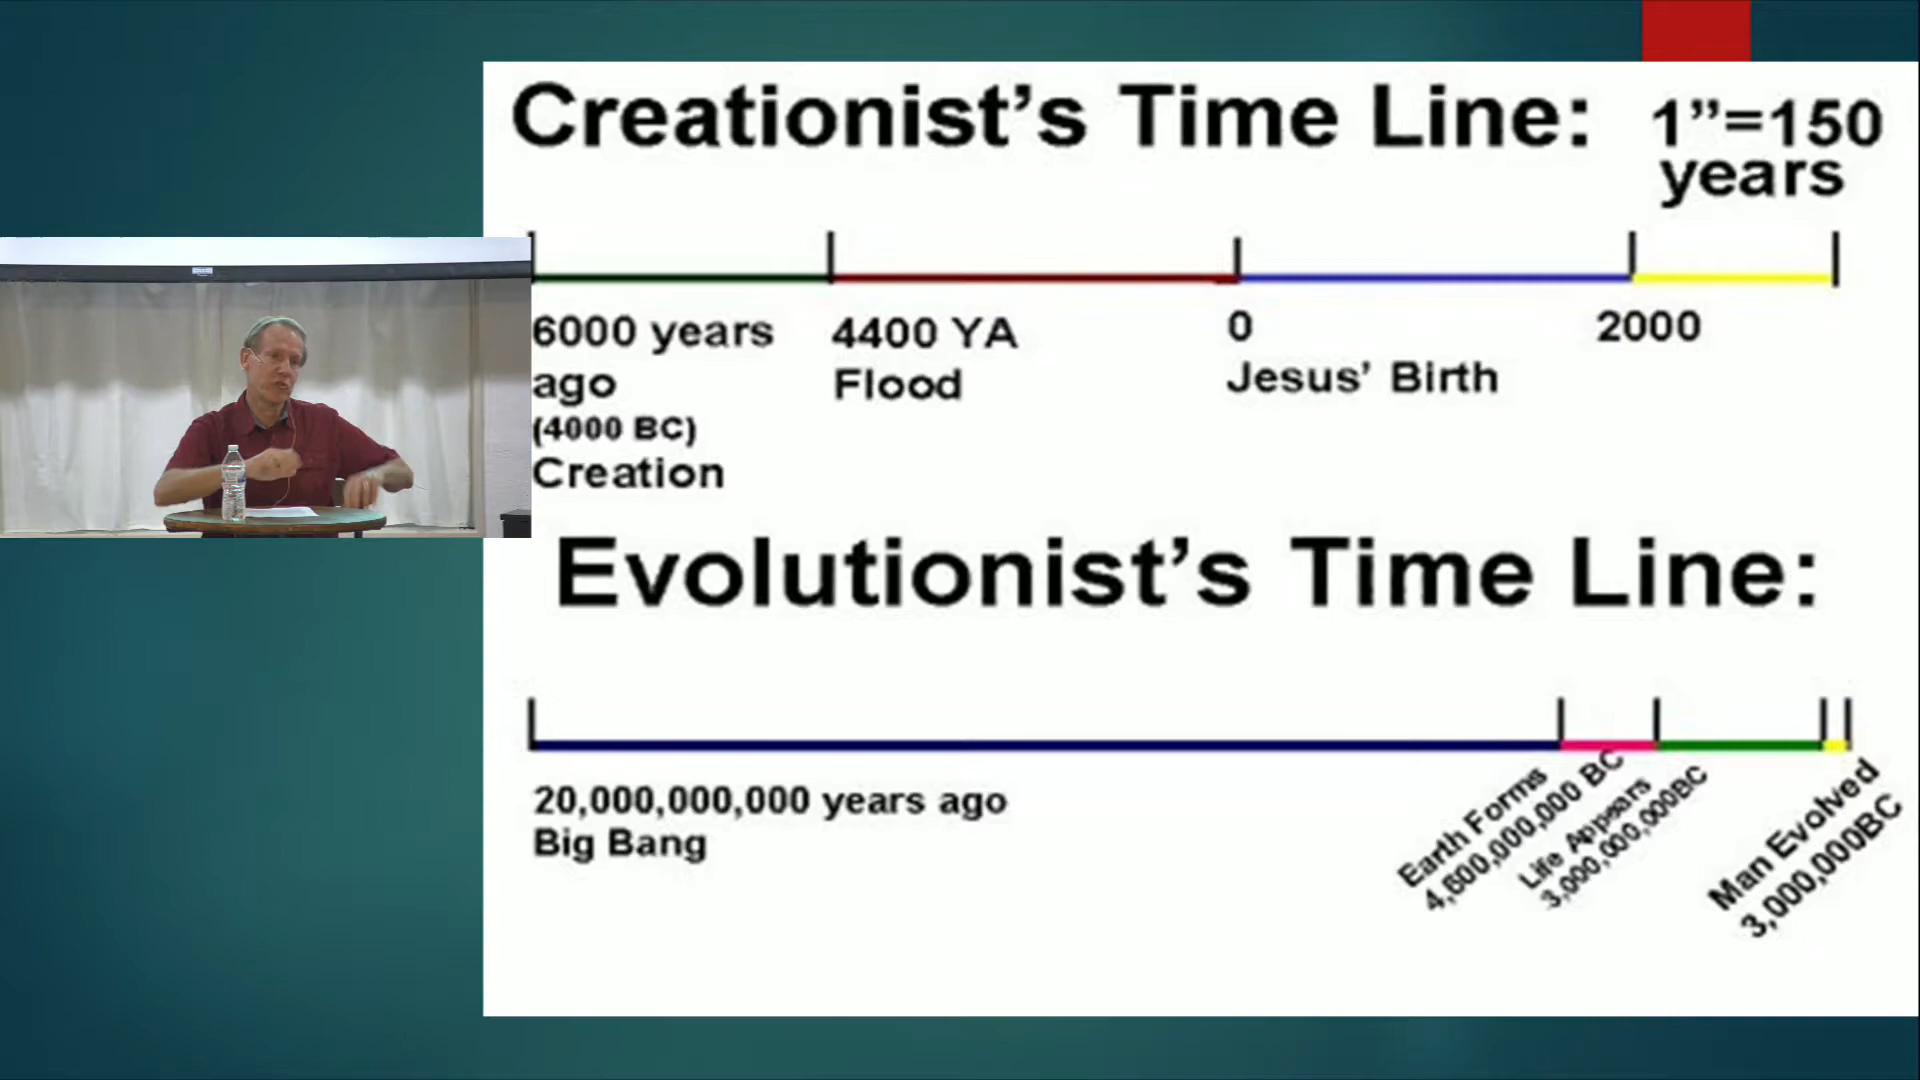 Creationist’s Time Line:
1”=150
years
6000 years
ago
(4000 BC)
Creation
4400 YA
Flood
0
Jesus’ Birth
2000
Evolutionist’s Time Line:
20,000,000,000 years ago
Big Bang
Earth Forms
4,600,000,000 BC
Life Appears
3,000,000,000BC
Man Evolved
3,000,000BC